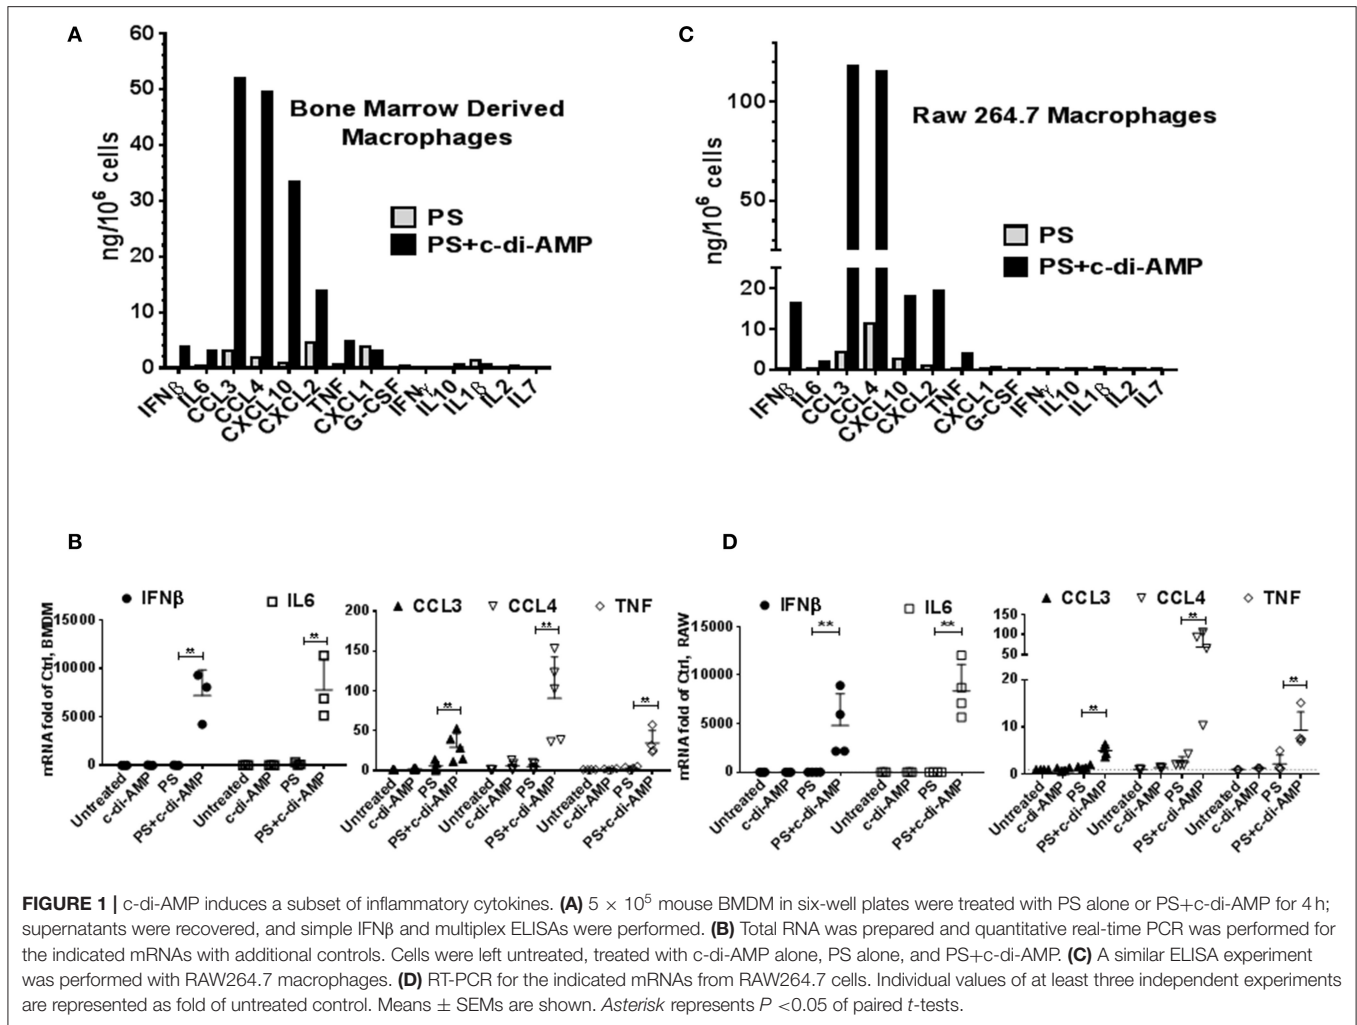 A
60
50
40
30
20
10
0
ng/10⁶ cells
Bone Marrow Derived
Macrophages
PS
PS+c-di-AMP
IFNβ
IL6
CCL3
CCL4
CXCL10
CXCL2
TNF
CXCL1
G-CSF
IFNγ
IL10
IL1β
IL2
IL7
C
100
50
20
10
0
ng/10⁶ cells
Raw 264.7 Macrophages
PS
PS+c-di-AMP
IFNβ
IL6
CCL3
CCL4
CXCL10
CXCL2
TNF
CXCL1
G-CSF
IFNγ
IL10
IL1β
IL2
IL7
B
mRNA fold of Ctrl, BMDM
IFNβ
IL6
15000
10000
5000
0
**
**
Untreated
c-di-AMP
PS
PS+c-di-AMP
Untreated
c-di-AMP
PS
PS+c-di-AMP
CCL3
CCL4
TNF
200
150
100
50
0
**
**
**
Untreated
c-di-AMP
PS
PS+c-di-AMP
Untreated
c-di-AMP
PS
PS+c-di-AMP
Untreated
c-di-AMP
PS
PS+c-di-AMP
D
mRNA fold of Ctrl, RAW
IFNβ
IL6
15000
10000
5000
0
**
**
Untreated
c-di-AMP
PS
PS+c-di-AMP
Untreated
c-di-AMP
PS
PS+c-di-AMP
CCL3
CCL4
TNF
150
100
50
20
10
0
**
**
**
Untreated
c-di-AMP
PS
PS+c-di-AMP
Untreated
c-di-AMP
PS
PS+c-di-AMP
Untreated
c-di-AMP
PS
PS+c-di-AMP
FIGURE 1 | c-di-AMP induces a subset of inflammatory cytokines. (A) 5 × 10⁵ mouse BMDM in six-well plates were treated with PS alone or PS+c-di-AMP for 4 h;
supernatants were recovered, and simple IFNβ and multiplex ELISAs were performed. (B) Total RNA was prepared and quantitative real-time PCR was performed for
the indicated mRNAs with additional controls. Cells were left untreated, treated with c-di-AMP alone, PS alone, and PS+c-di-AMP. (C) A similar ELISA experiment
was performed with RAW264.7 macrophages. (D) RT-PCR for the indicated mRNAs from RAW264.7 cells. Individual values of at least three independent experiments
are represented as fold of untreated control. Means ± SEMs are shown. Asterisk represents P <0.05 of paired t-tests.